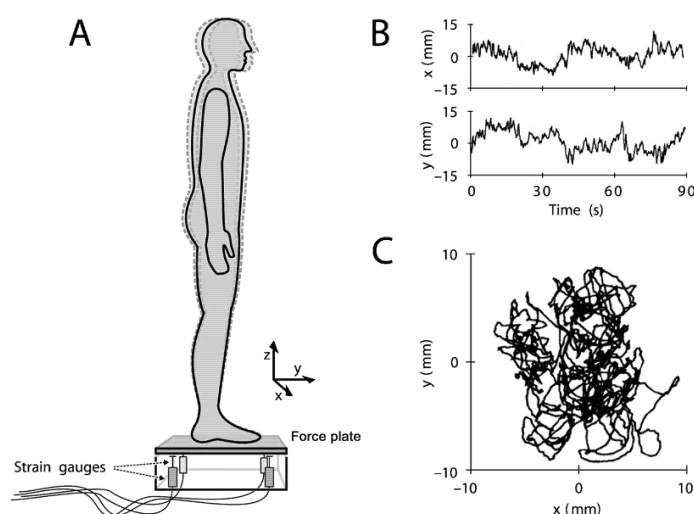 A
z
y
x
Force plate
Strain gauges
B
15
0
−15
x (mm)
15
0
−15
y (mm)
0 30 60 90
Time (s)
C
10
0
−10
y (mm)
−10 0 10
x (mm)